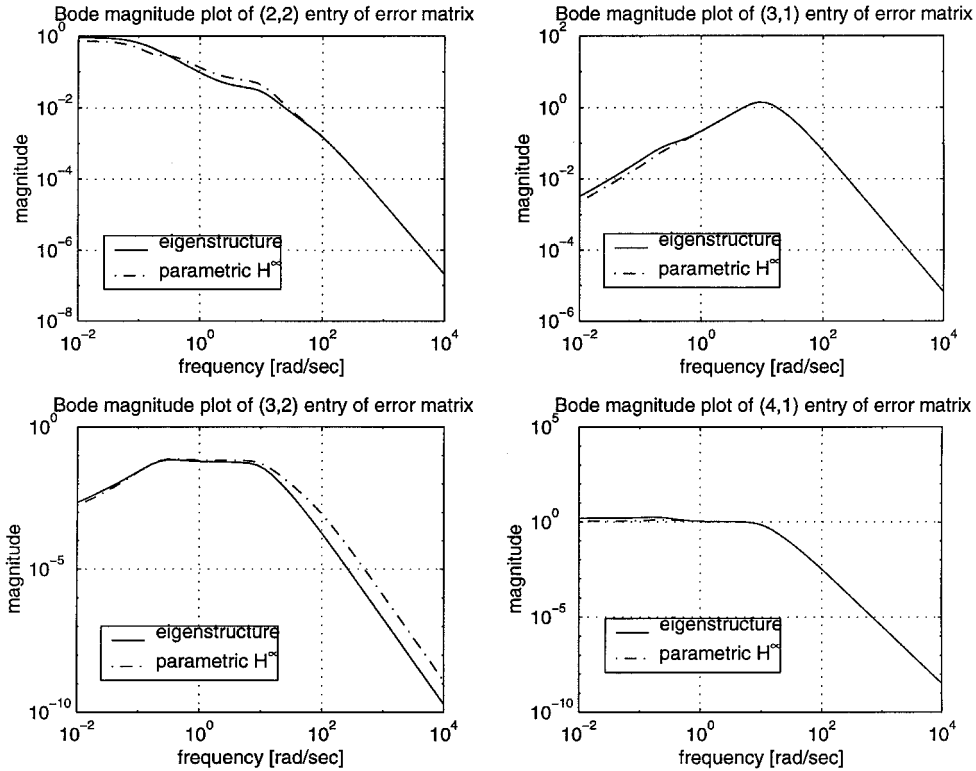 Bode magnitude plot of (2,2) entry of error matrix
10^0
10^-2
10^-4
10^-6
10^-8
magnitude
eigenstructure
parametric H^∞
10^-2
10^0
10^2
10^4
frequency [rad/sec]
Bode magnitude plot of (3,1) entry of error matrix
10^2
10^0
10^-2
10^-4
10^-6
magnitude
eigenstructure
parametric H^∞
10^-2
10^0
10^2
10^4
frequency [rad/sec]
Bode magnitude plot of (3,2) entry of error matrix
10^0
10^-5
10^-10
magnitude
eigenstructure
parametric H^∞
10^-2
10^0
10^2
10^4
frequency [rad/sec]
Bode magnitude plot of (4,1) entry of error matrix
10^5
10^0
10^-5
10^-10
magnitude
eigenstructure
parametric H^∞
10^-2
10^0
10^2
10^4
frequency [rad/sec]